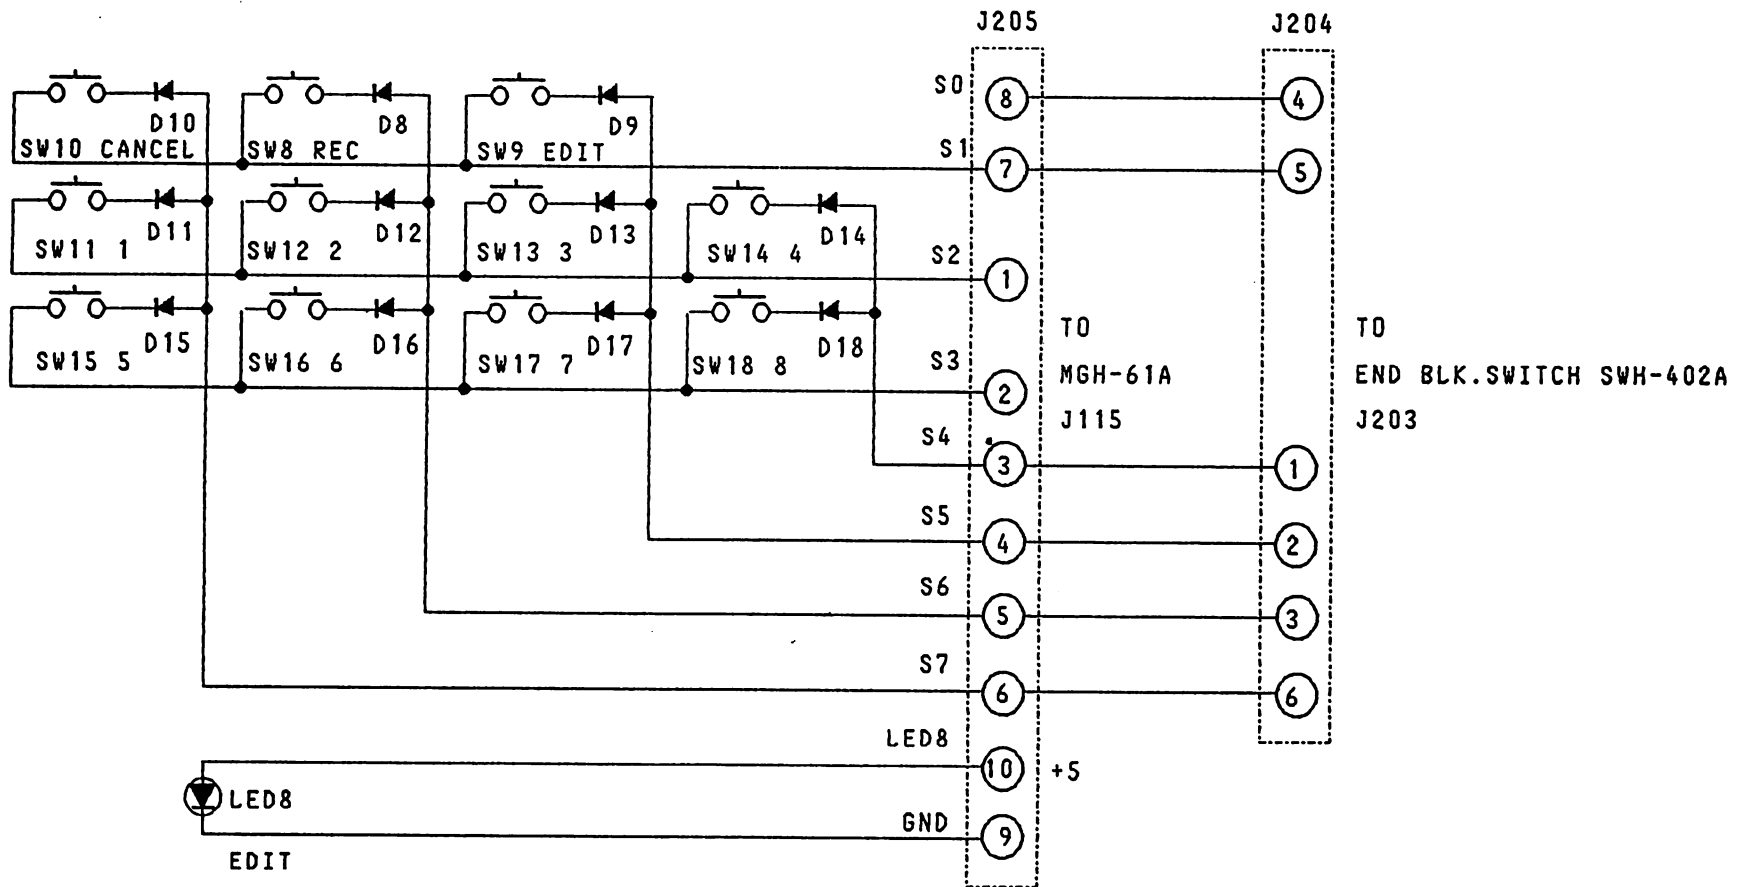 J205 J204
S0 8 4
D10 D8 D9
SW10 CANCEL SW8 REC SW9 EDIT
S1 7 5
D11 D12 D13 D14
SW11 1 SW12 2 SW13 3 SW14 4
S2 1
D15 D16 D17 D18
SW15 5 SW16 6 SW17 7 SW18 8
S3 2
TO
MGH-61A
J115
TO
END BLK.SWITCH SWH-402A
J203
S4 3 1
S5 4 2
S6 5 3
S7 6 6
LED8 10 +5
LED8
GND 9
EDIT